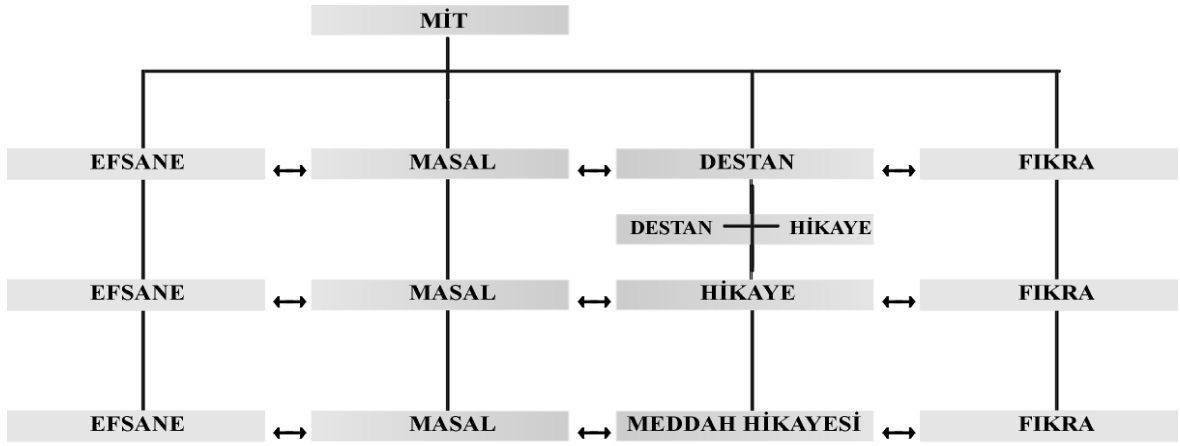 MİT
EFSANE MASAL DESTAN FIKRA
DESTAN HİKAYE
EFSANE MASAL HİKAYE FIKRA
EFSANE MASAL MEDDAH HİKAYESİ FIKRA